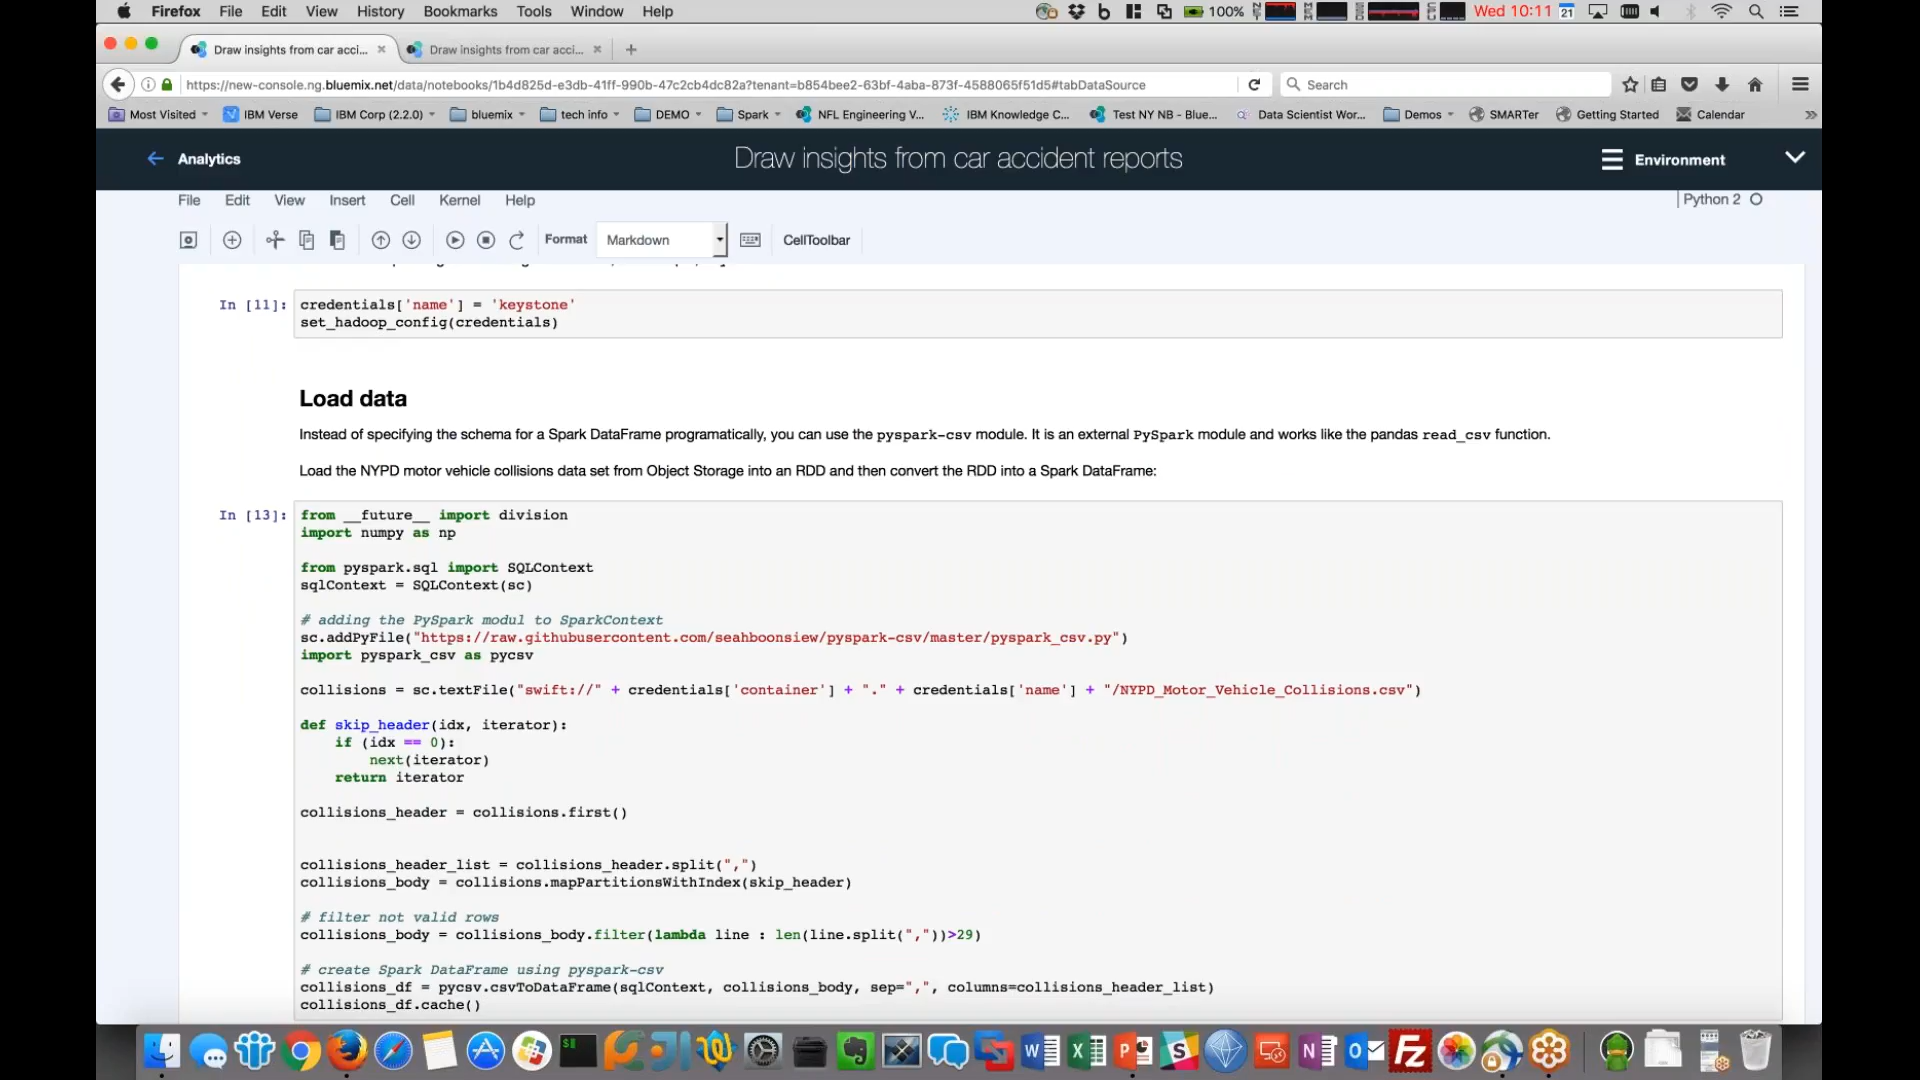 Firefox File Edit View History Bookmarks Tools Window Help 100% Wed 10:11 21
Draw insights from car acci... × Draw insights from car acci... × +
https://new-console.ng.bluemix.net/data/notebooks/1b4d825d-e3db-41ff-990b-47c2cb4dc82a?tenant=b854bee2-63bf-4aba-873f-4588065f51d5#tabDataSource Search
Most Visited IBM Verse IBM Corp (2.2.0) bluemix tech info DEMO Spark NFL Engineering V... IBM Knowledge C... Test NY NB - Blue... Data Scientist Wor... Demos SMARTer Getting Started Calendar
Analytics Draw insights from car accident reports Environment
File Edit View Insert Cell Kernel Help Python 2
Format Markdown CellToolbar
In [11]: credentials['name'] = 'keystone'
set_hadoop_config(credentials)
Load data
Instead of specifying the schema for a Spark DataFrame programatically, you can use the pyspark-csv module. It is an external PySpark module and works like the pandas read_csv function.
Load the NYPD motor vehicle collisions data set from Object Storage into an RDD and then convert the RDD into a Spark DataFrame:
In [13]: from __future__ import division
import numpy as np
from pyspark.sql import SQLContext
sqlContext = SQLContext(sc)
# adding the PySpark modul to SparkContext
sc.addPyFile("https://raw.githubusercontent.com/seahboonsiew/pyspark-csv/master/pyspark_csv.py")
import pyspark_csv as pycsv
collisions = sc.textFile("swift://" + credentials['container'] + "." + credentials['name'] + "/NYPD_Motor_Vehicle_Collisions.csv")
def skip_header(idx, iterator):
if (idx == 0):
next(iterator)
return iterator
collisions_header = collisions.first()
collisions_header_list = collisions_header.split(",")
collisions_body = collisions.mapPartitionsWithIndex(skip_header)
# filter not valid rows
collisions_body = collisions_body.filter(lambda line : len(line.split(","))>29)
# create Spark DataFrame using pyspark-csv
collisions_df = pycsv.csvToDataFrame(sqlContext, collisions_body, sep=",", columns=collisions_header_list)
collisions_df.cache()